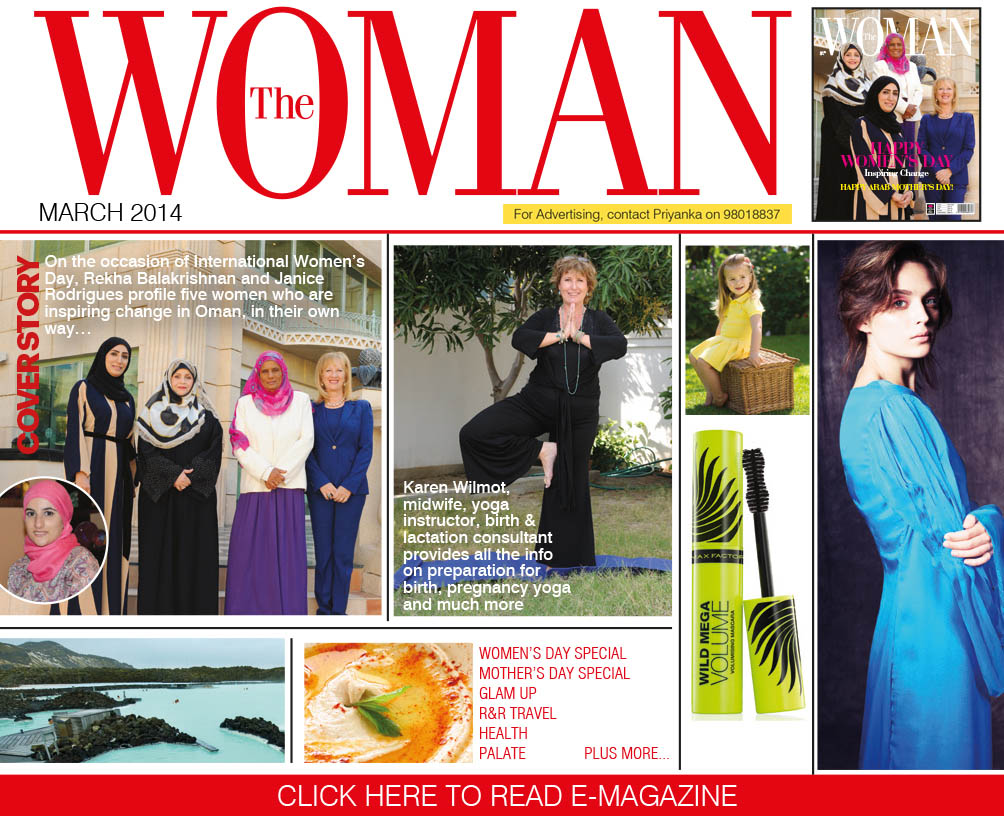 The
WOMAN
MARCH 2014
For Advertising, contact Priyanka on 98018837
The
WOMAN
HAPPY
WOMEN'S DAY
Inspiring Change
HAPPY ARAB MOTHER'S DAY!
COVERSTORY
On the occasion of International Women's
Day, Rekha Balakrishnan and Janice
Rodrigues profile five women who are
inspiring change in Oman, in their own
way…
Karen Wilmot,
midwife, yoga
instructor, birth &
lactation consultant
provides all the info
on preparation for
birth, pregnancy yoga
and much more
MAX FACTOR
WILD MEGA
VOLUME
VOLUMISING MASCARA
WOMEN'S DAY SPECIAL
MOTHER'S DAY SPECIAL
GLAM UP
R&R TRAVEL
HEALTH
PALATE PLUS MORE...
CLICK HERE TO READ E-MAGAZINE